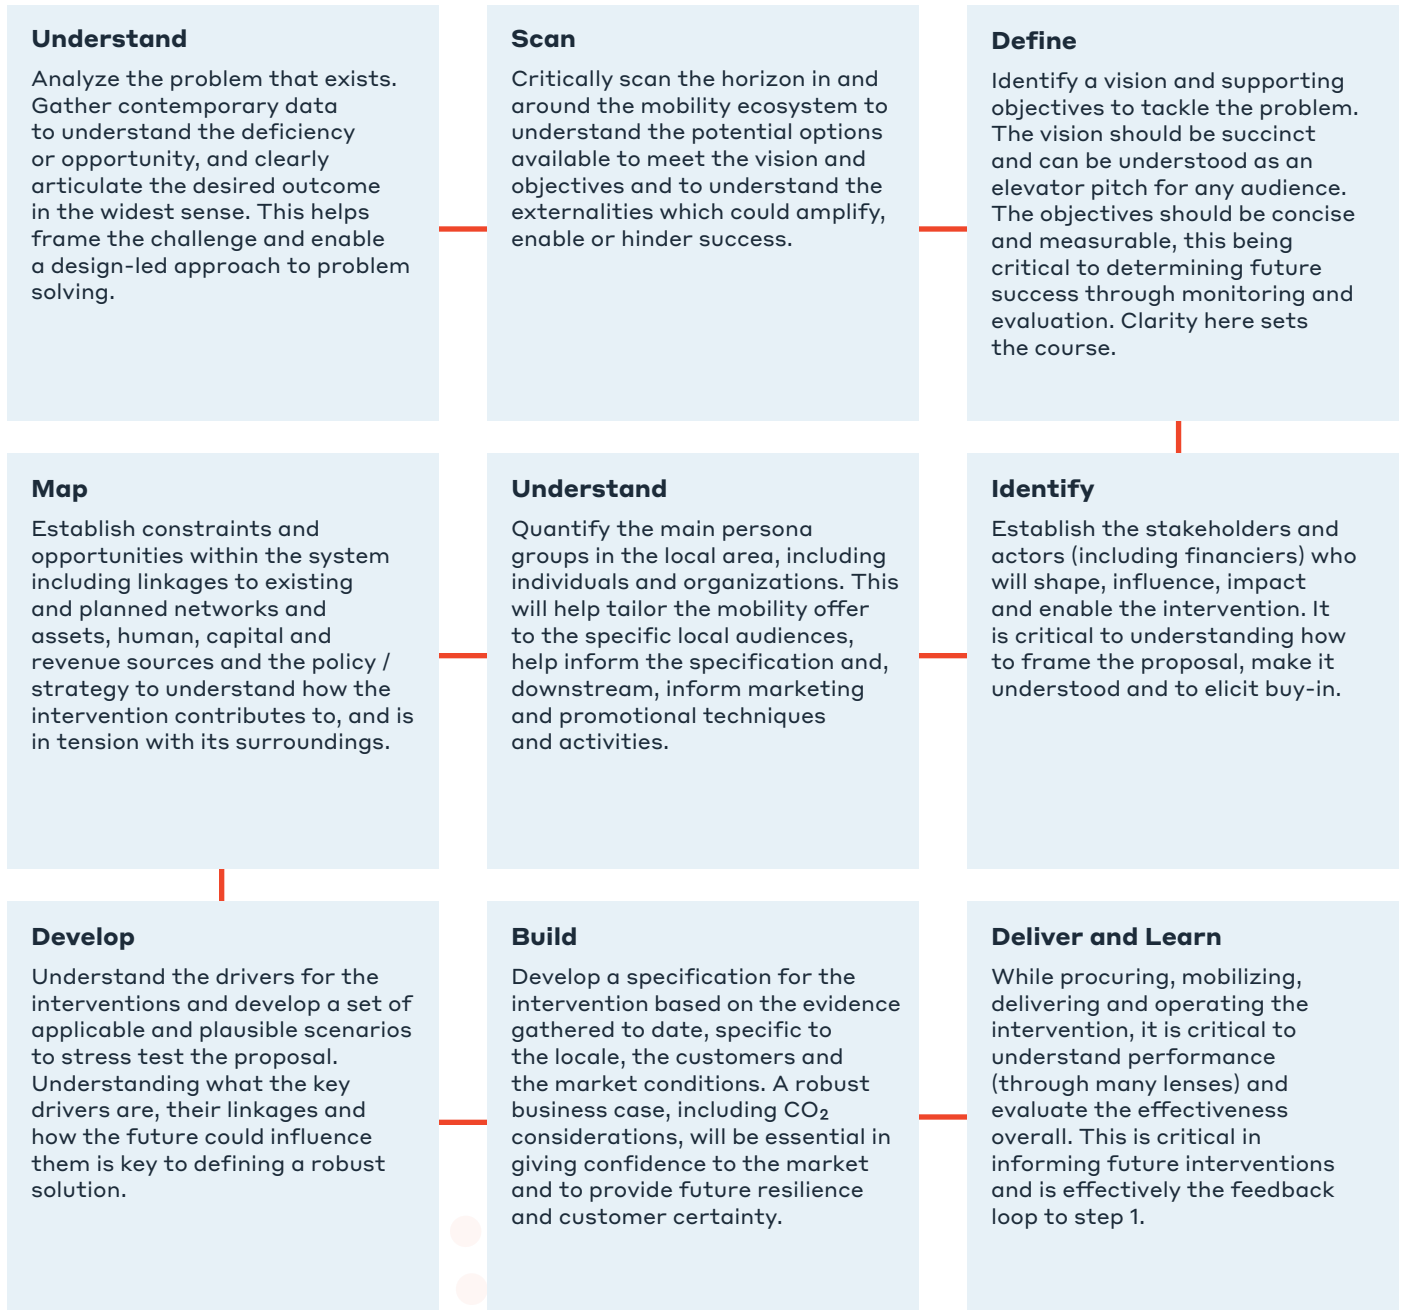 Understand
Analyze the problem that exists.
Gather contemporary data
to understand the deficiency
or opportunity, and clearly
articulate the desired outcome
in the widest sense. This helps
frame the challenge and enable
a design-led approach to problem
solving.
Scan
Critically scan the horizon in and
around the mobility ecosystem to
understand the potential options
available to meet the vision and
objectives and to understand the
externalities which could amplify,
enable or hinder success.
Define
Identify a vision and supporting
objectives to tackle the problem.
The vision should be succinct
and can be understood as an
elevator pitch for any audience.
The objectives should be concise
and measurable, this being
critical to determining future
success through monitoring and
evaluation. Clarity here sets
the course.
Identify
Establish the stakeholders and
actors (including financiers) who
will shape, influence, impact
and enable the intervention. It
is critical to understanding how
to frame the proposal, make it
understood and to elicit buy-in.
Understand
Quantify the main persona
groups in the local area, including
individuals and organizations. This
will help tailor the mobility offer
to the specific local audiences,
help inform the specification and,
downstream, inform marketing
and promotional techniques
and activities.
Map
Establish constraints and
opportunities within the system
including linkages to existing
and planned networks and
assets, human, capital and
revenue sources and the policy /
strategy to understand how the
intervention contributes to, and is
in tension with its surroundings.
Develop
Understand the drivers for the
interventions and develop a set of
applicable and plausible scenarios
to stress test the proposal.
Understanding what the key
drivers are, their linkages and
how the future could influence
them is key to defining a robust
solution.
Build
Develop a specification for the
intervention based on the evidence
gathered to date, specific to
the locale, the customers and
the market conditions. A robust
business case, including CO₂
considerations, will be essential in
giving confidence to the market
and to provide future resilience
and customer certainty.
Deliver and Learn
While procuring, mobilizing,
delivering and operating the
intervention, it is critical to
understand performance
(through many lenses) and
evaluate the effectiveness
overall. This is critical in
informing future interventions
and is effectively the feedback
loop to step 1.